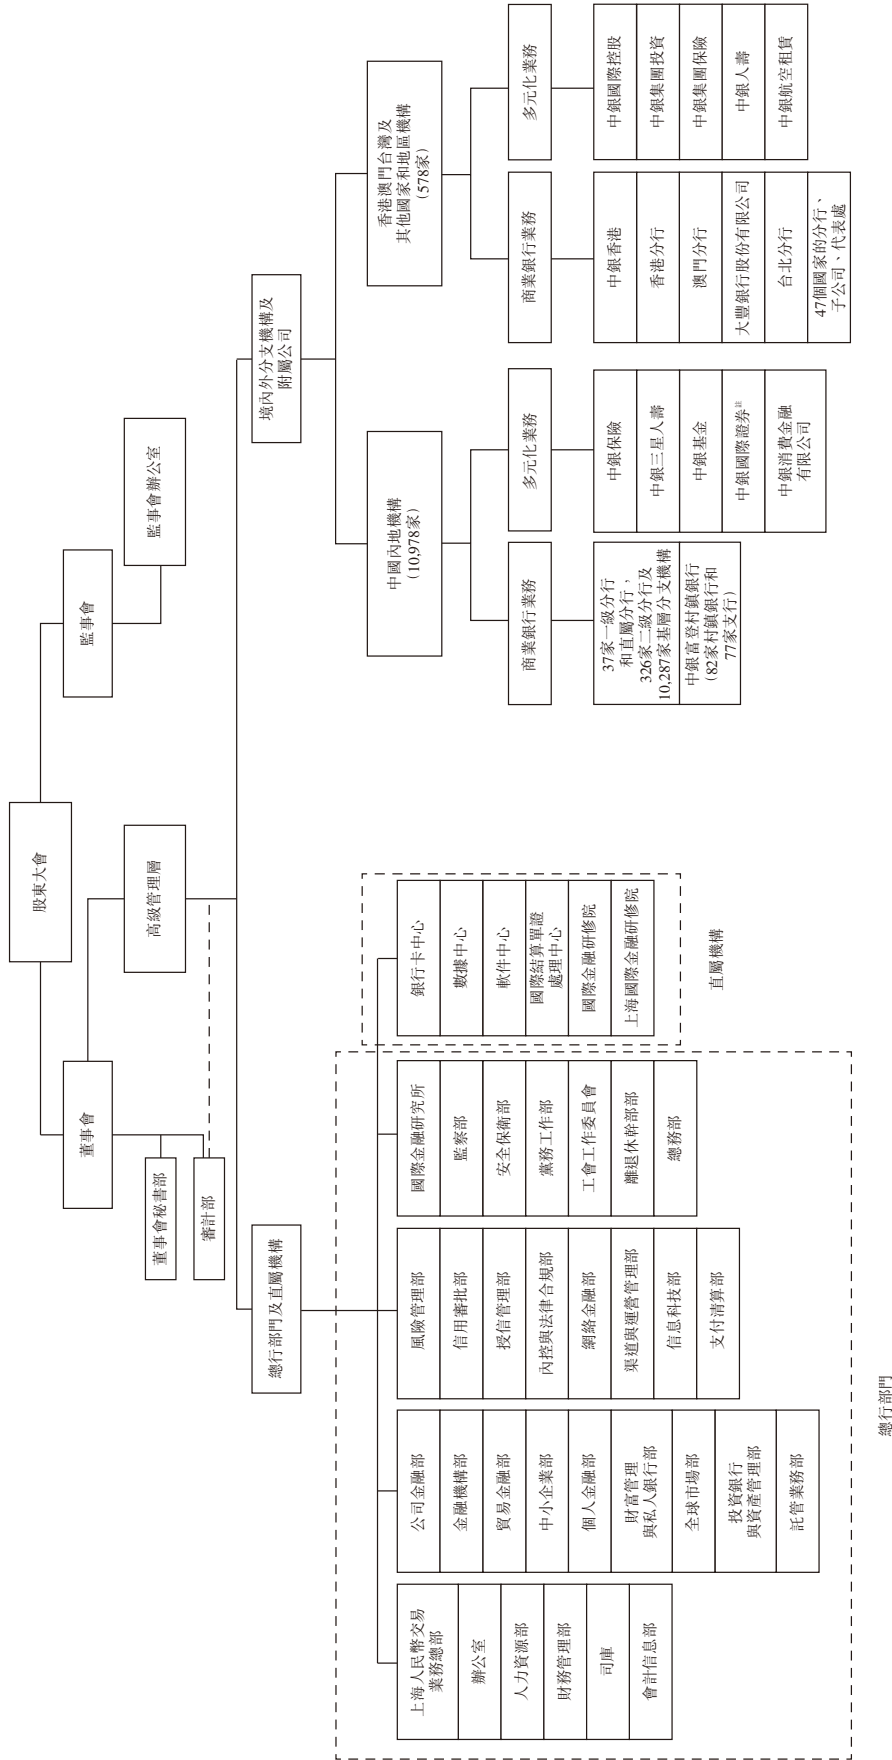 股東大會
董事會
監事會
董事會秘書部
審計部
高級管理層
監事會辦公室
總行部門及直屬機構
境內外分支機構及
附屬公司
上海人民幣交易
業務總部
辦公室
人力資源部
財務管理部
司庫
會計信息部
公司金融部
金融機構部
貿易金融部
中小企業部
個人金融部
財富管理
與私人銀行部
全球市場部
投資銀行
與資產管理部
託管業務部
風險管理部
信用審批部
授信管理部
內控與法律合規部
網絡金融部
渠道與運營管理部
信息科技部
支付清算部
國際金融研究所
監察部
安全保衛部
黨務工作部
工會工作委員會
離退休幹部部
總務部
總行部門
銀行卡中心
數據中心
軟件中心
國際結算單證
處理中心
國際金融研修院
上海國際金融研修院
直屬機構
中國內地機構
(10,978家)
商業銀行業務
37家一級分行
和直屬分行，
326家二級分行及
10,287家基層分支機構
中銀富登村鎮銀行
(82家村鎮銀行和
77家支行)
多元化業務
中銀保險
中銀三星人壽
中銀基金
中銀國際證券註
中銀消費金融
有限公司
香港澳門台灣及
其他國家和地區機構
(578家)
商業銀行業務
中銀香港
香港分行
澳門分行
大豐銀行股份有限公司
台北分行
47個國家的分行、
子公司、代表處
多元化業務
中銀國際控股
中銀集團投資
中銀集團保險
中銀人壽
中銀航空租賃